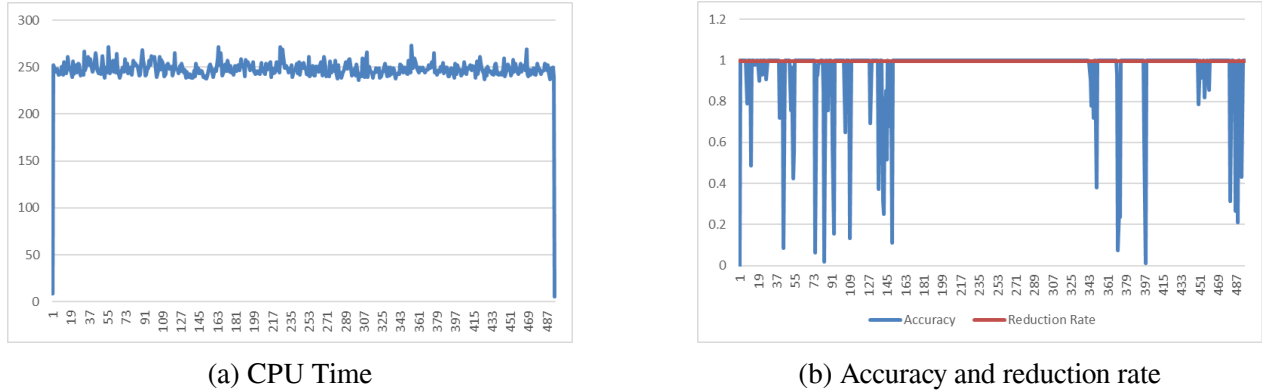 300
250
200
150
100
50
0
1 19 37 55 73 91 109 127 145 163 181 199 217 235 253 271 289 307 325 343 361 379 397 415 433 451 469 487
(a) CPU Time
1.2
1
0.8
0.6
0.4
0.2
0
1 19 37 55 73 91 109 127 145 163 181 199 217 235 253 271 289 307 325 343 361 379 397 415 433 451 469 487
Accuracy Reduction Rate
(b) Accuracy and reduction rate